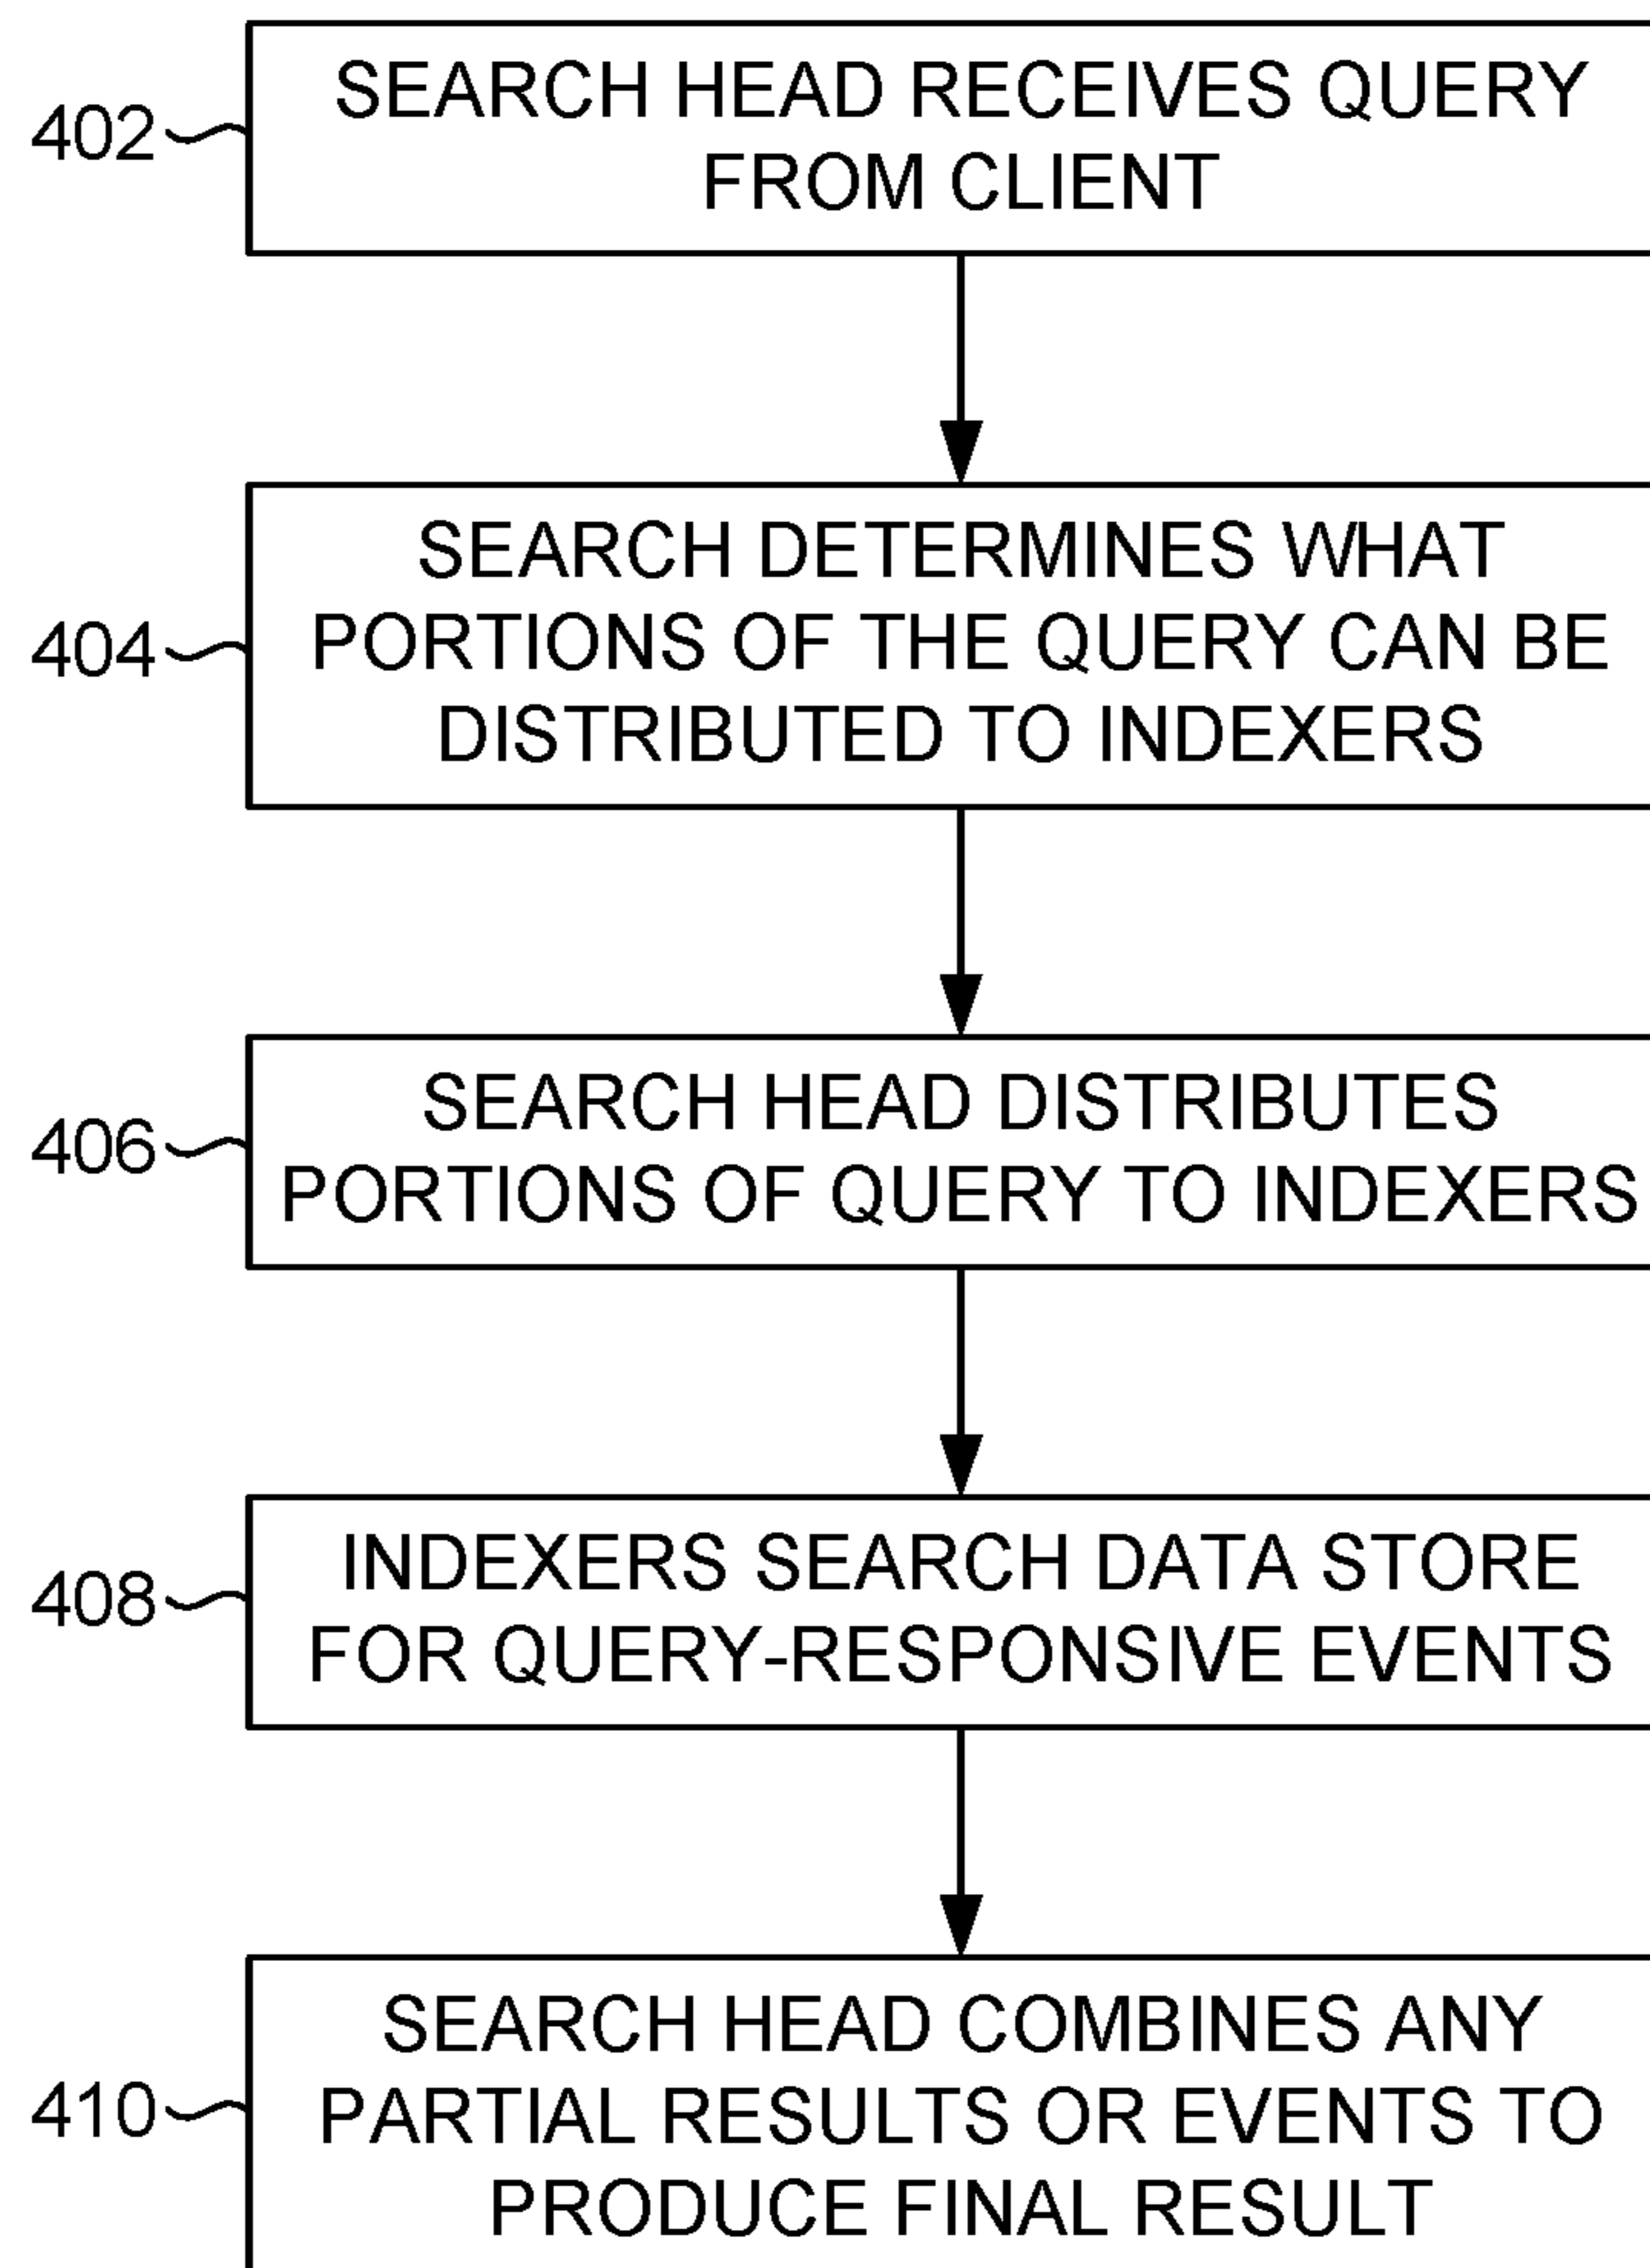 SEARCH HEAD RECEIVES QUERY
FROM CLIENT
402
SEARCH DETERMINES WHAT
PORTIONS OF THE QUERY CAN BE
DISTRIBUTED TO INDEXERS
404
SEARCH HEAD DISTRIBUTES
PORTIONS OF QUERY TO INDEXERS
406
INDEXERS SEARCH DATA STORE
FOR QUERY-RESPONSIVE EVENTS
408
SEARCH HEAD COMBINES ANY
PARTIAL RESULTS OR EVENTS TO
PRODUCE FINAL RESULT
410